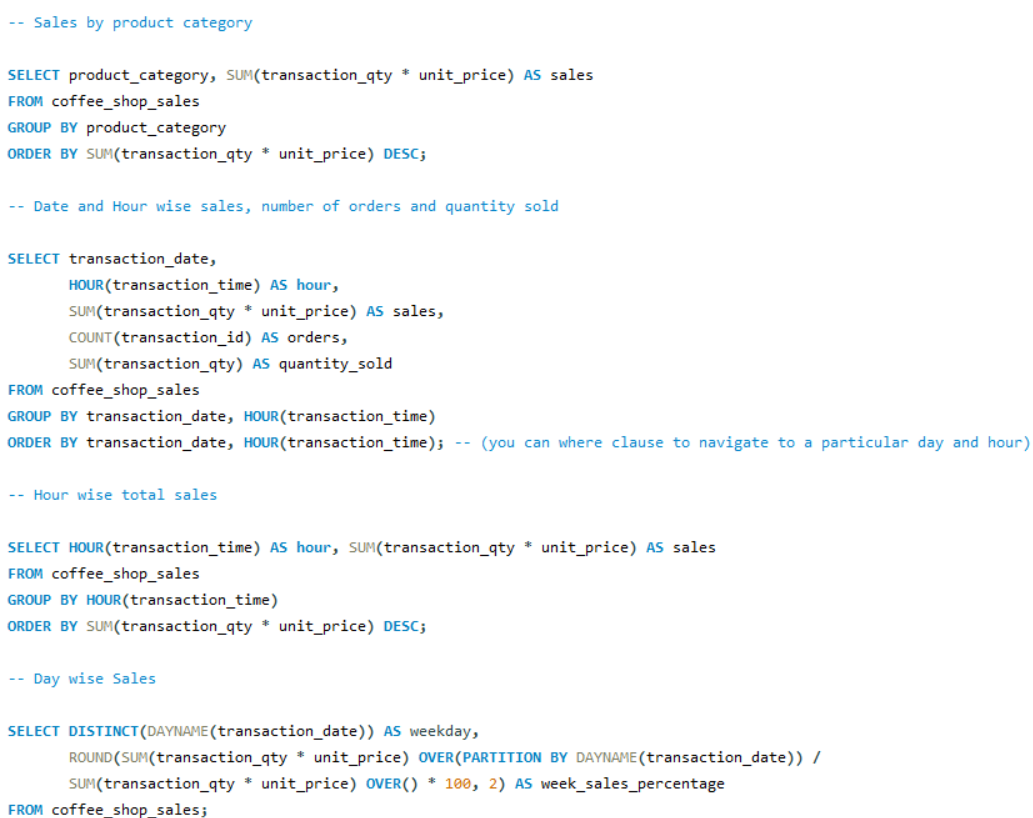 -- Sales by product category
SELECT product_category, SUM(transaction_qty * unit_price) AS sales
FROM coffee_shop_sales
GROUP BY product_category
ORDER BY SUM(transaction_qty * unit_price) DESC;
-- Date and Hour wise sales, number of orders and quantity sold
SELECT transaction_date,
HOUR(transaction_time) AS hour,
SUM(transaction_qty * unit_price) AS sales,
COUNT(transaction_id) AS orders,
SUM(transaction_qty) AS quantity_sold
FROM coffee_shop_sales
GROUP BY transaction_date, HOUR(transaction_time)
ORDER BY transaction_date, HOUR(transaction_time); -- (you can where clause to navigate to a particular day and hour)
-- Hour wise total sales
SELECT HOUR(transaction_time) AS hour, SUM(transaction_qty * unit_price) AS sales
FROM coffee_shop_sales
GROUP BY HOUR(transaction_time)
ORDER BY SUM(transaction_qty * unit_price) DESC;
-- Day wise Sales
SELECT DISTINCT(DAYNAME(transaction_date)) AS weekday,
ROUND(SUM(transaction_qty * unit_price) OVER(PARTITION BY DAYNAME(transaction_date)) /
SUM(transaction_qty * unit_price) OVER() * 100, 2) AS week_sales_percentage
FROM coffee_shop_sales;